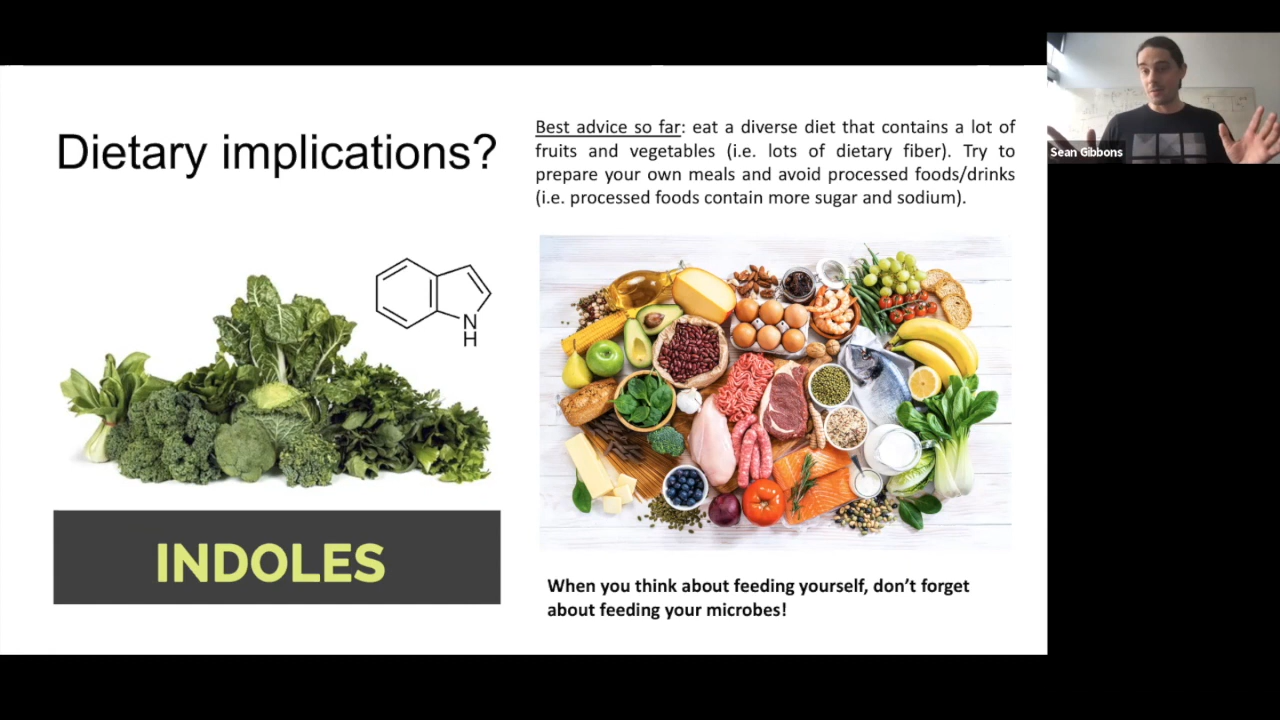 Dietary implications?
Best advice so far: eat a diverse diet that contains a lot of
fruits and vegetables (i.e. lots of dietary fiber). Try to
prepare your own meals and avoid processed foods/drinks
(i.e. processed foods contain more sugar and sodium).
N
H
INDOLES
When you think about feeding yourself, don’t forget
about feeding your microbes!
Sean Gibbons